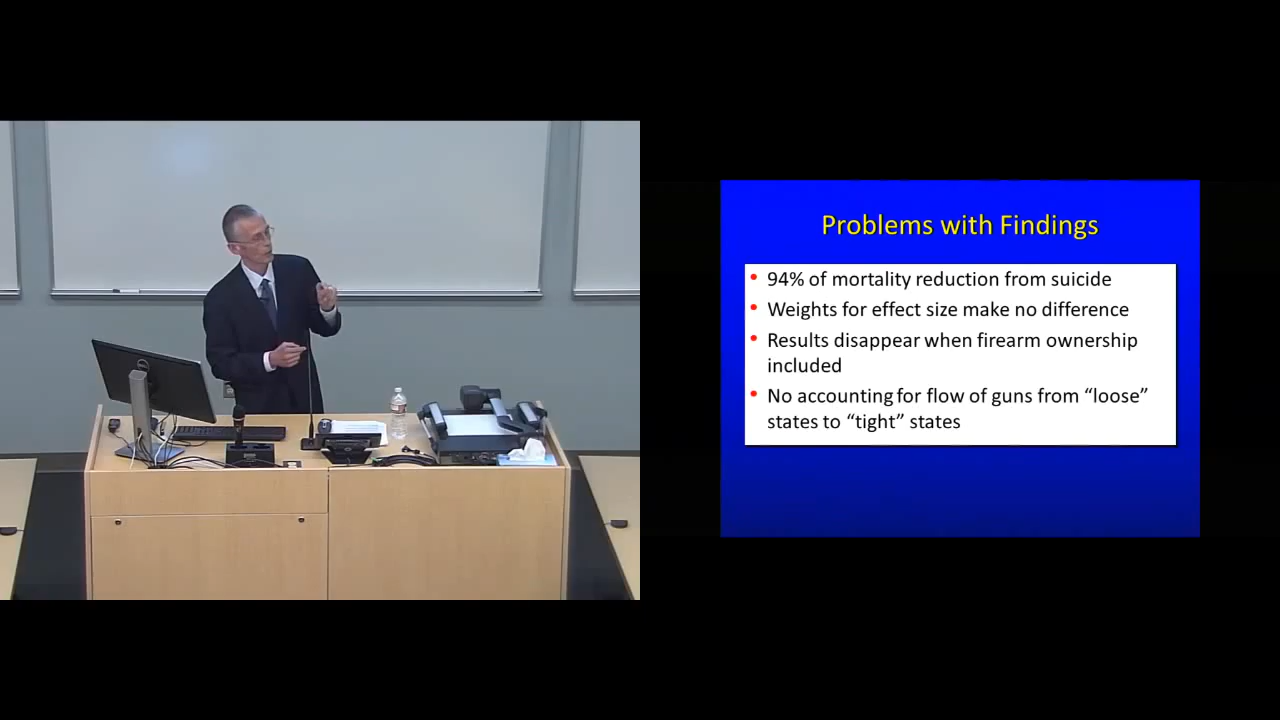 Problems with Findings
• 94% of mortality reduction from suicide
• Weights for effect size make no difference
• Results disappear when firearm ownership
included
• No accounting for flow of guns from “loose”
states to “tight” states